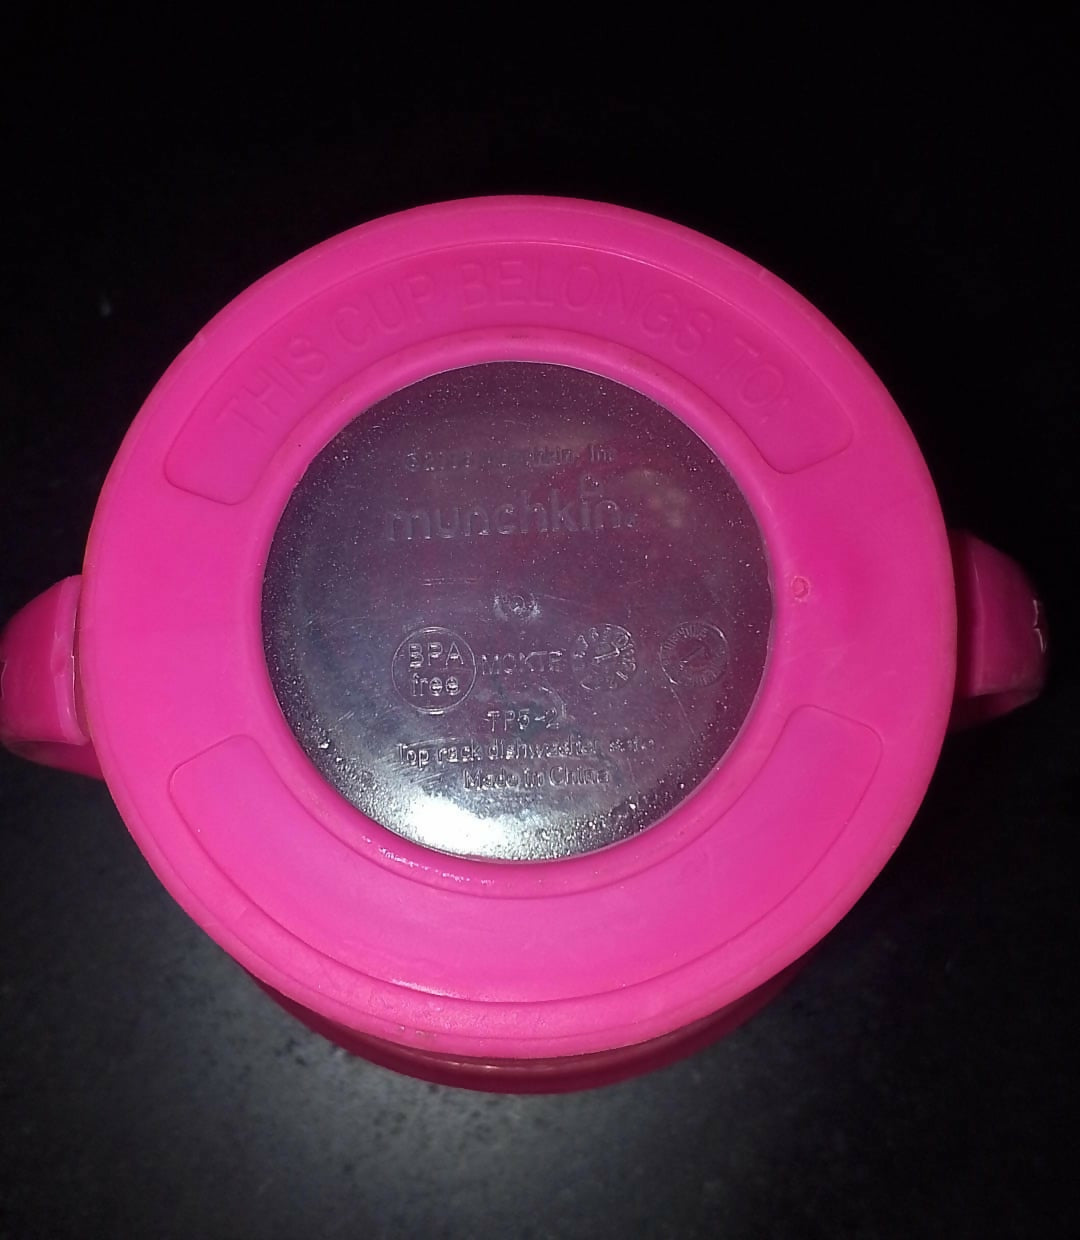 THIS CUP BELONGS TO:
munchkin.
BPA
free
TP5-2
Top rack dishwasher safe
Made in China